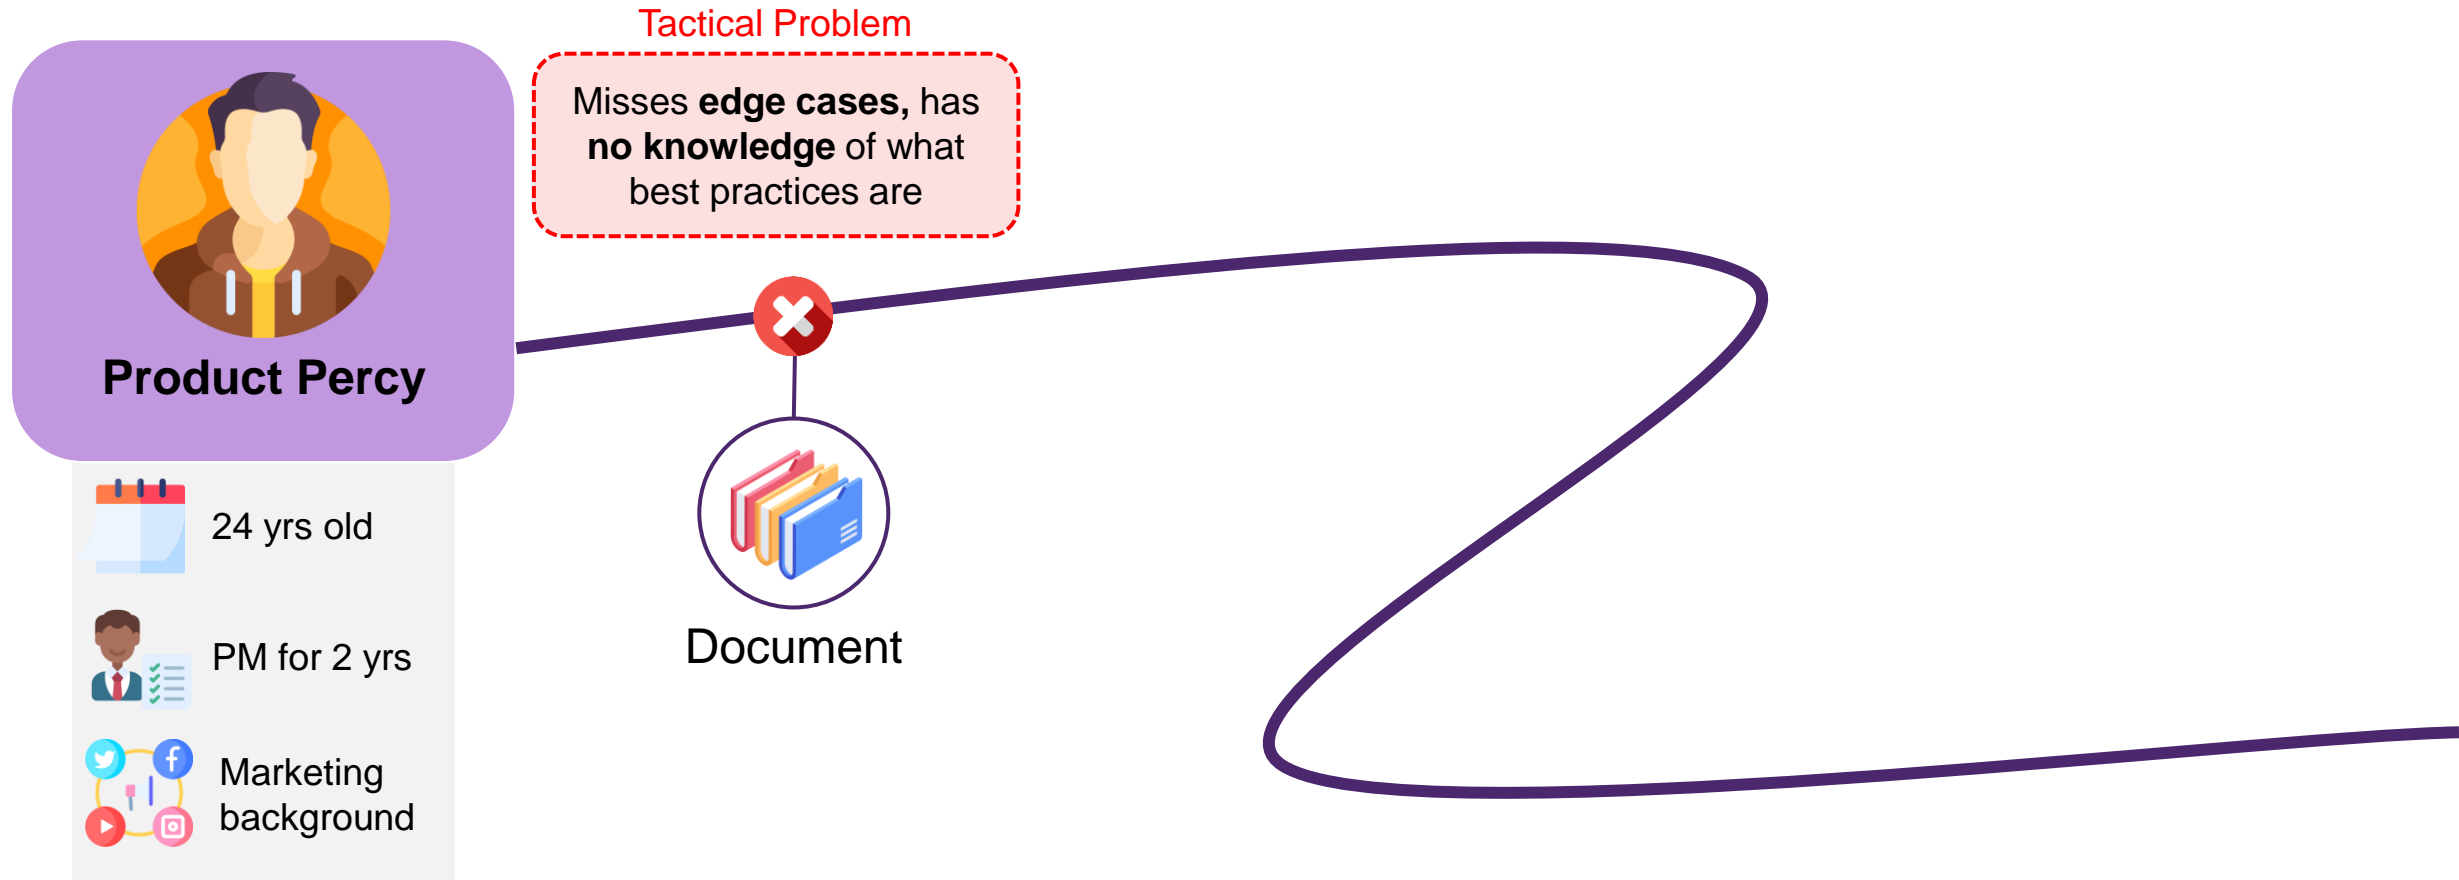 Tactical Problem
Misses edge cases, has
no knowledge of what
best practices are
Product Percy
24 yrs old
PM for 2 yrs
Marketing
background
Document